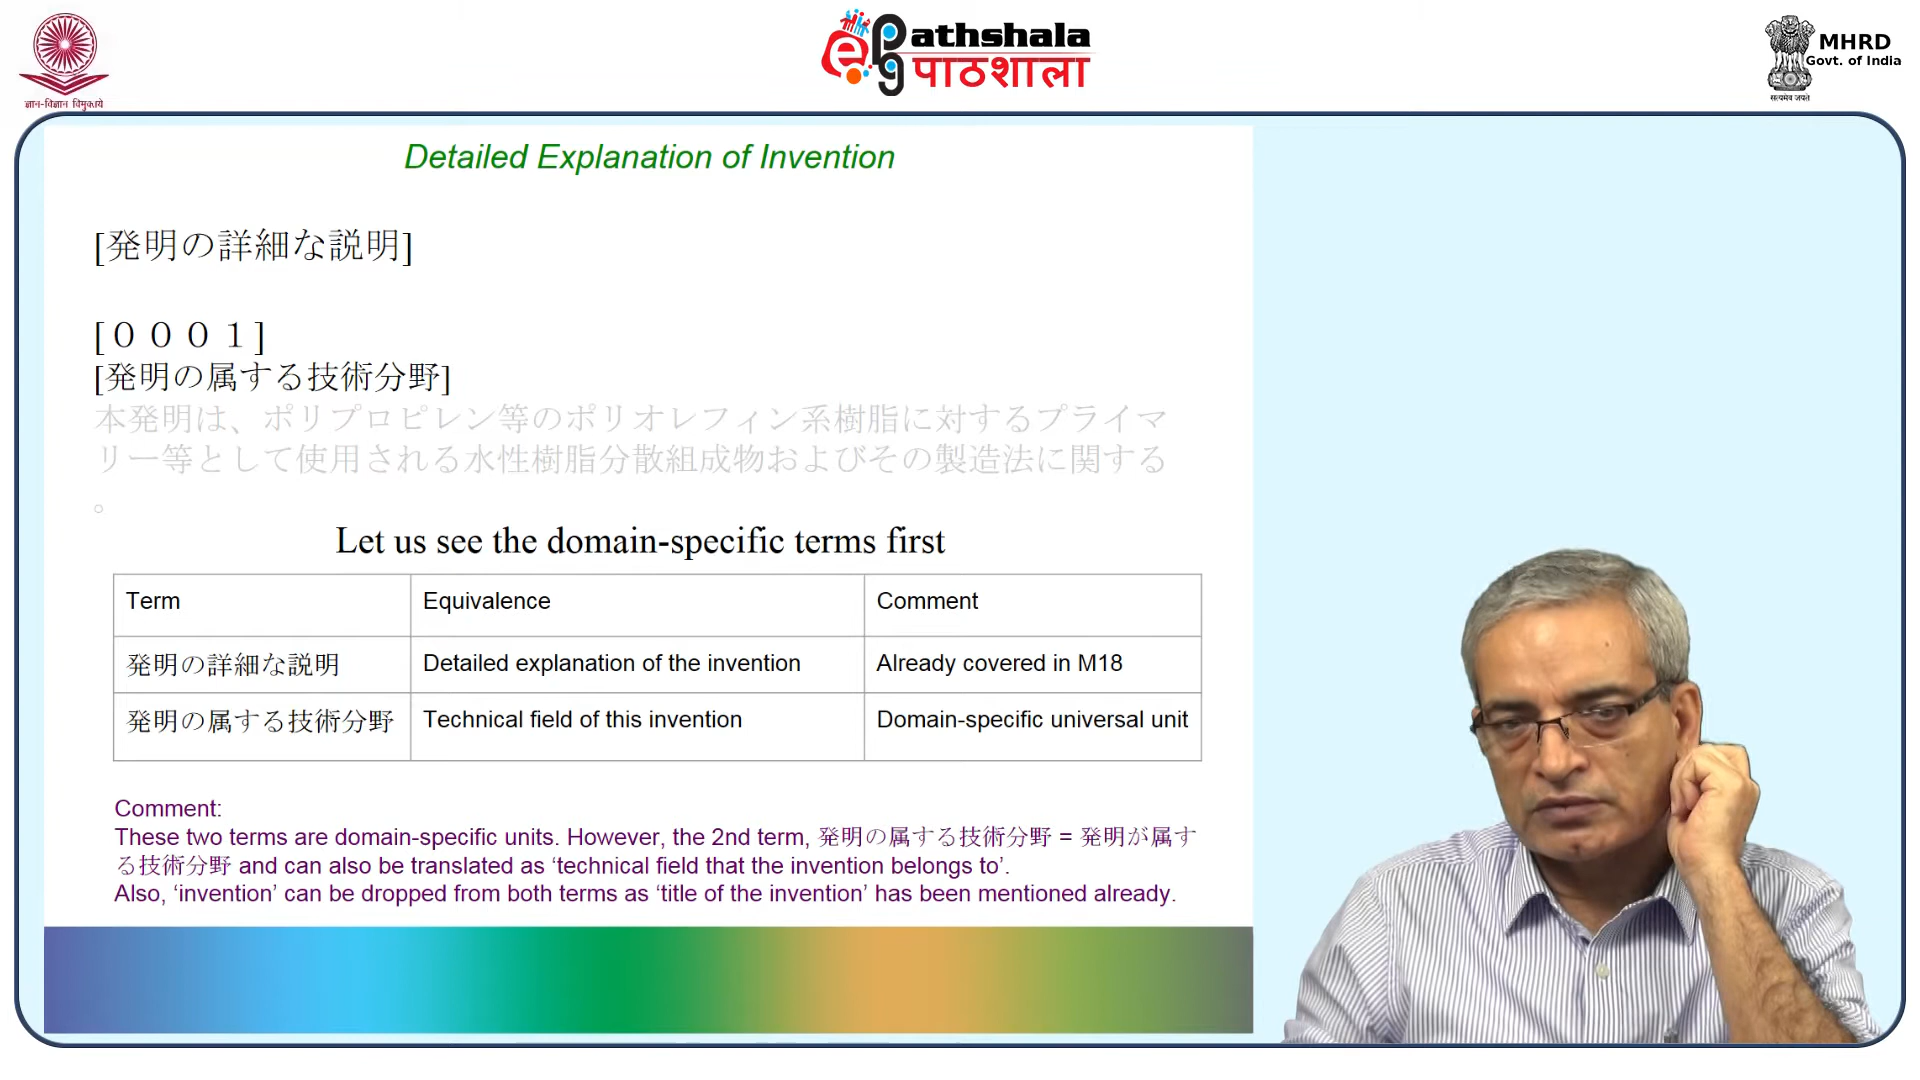 ज्ञान-विज्ञान विमुक्तये
ePathshala
पाठशाला
MHRD
Govt. of India
सत्यमेव जयते
Detailed Explanation of Invention
[発明の詳細な説明]
[０００１]
[発明の属する技術分野]
本発明は、ポリプロピレン等のポリオレフィン系樹脂に対するプライマ
リー等として使用される水性樹脂分散組成物およびその製造法に関する
。
Let us see the domain-specific terms first
Term Equivalence Comment
発明の詳細な説明 Detailed explanation of the invention Already covered in M18
発明の属する技術分野 Technical field of this invention Domain-specific universal unit
Comment:
These two terms are domain-specific units. However, the 2nd term, 発明の属する技術分野 = 発明が属す
る技術分野 and can also be translated as ‘technical field that the invention belongs to’.
Also, ‘invention’ can be dropped from both terms as ‘title of the invention’ has been mentioned already.